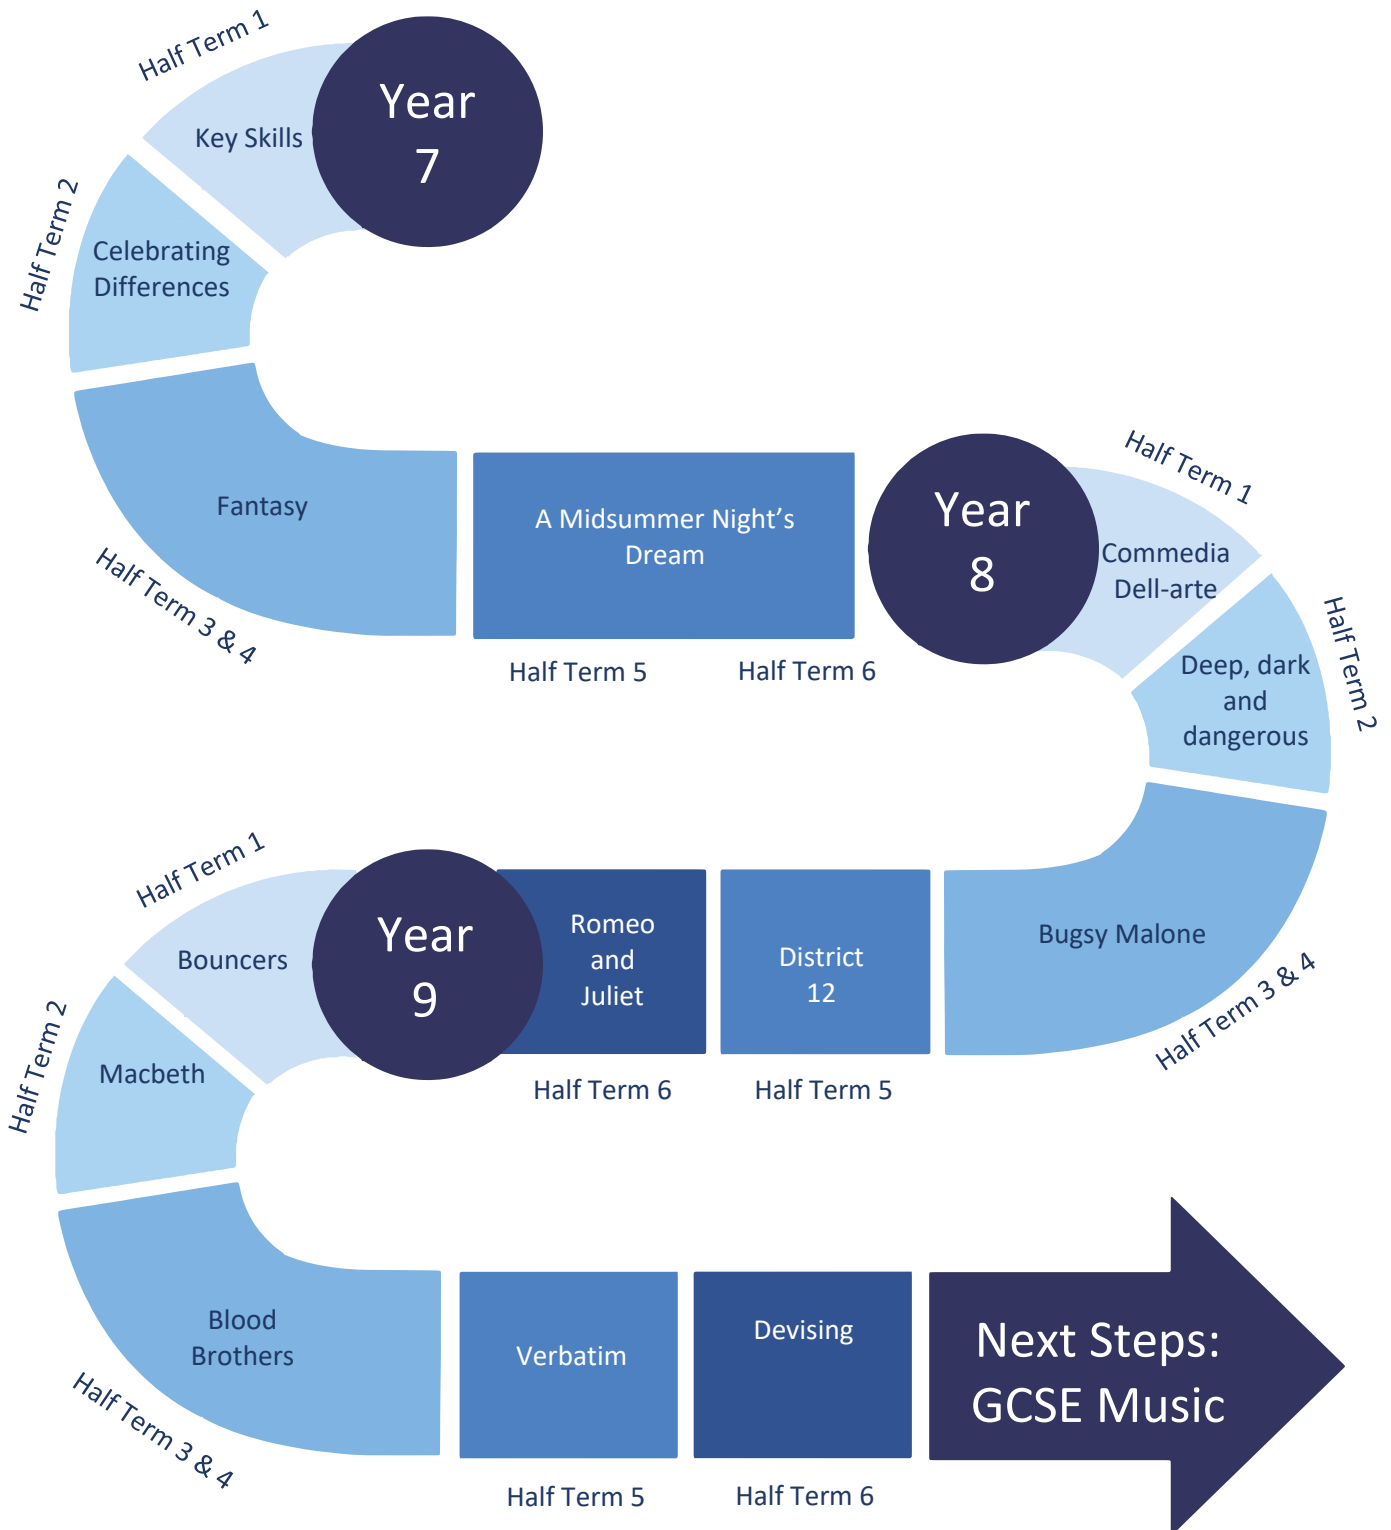 Half Term 1
Year
7
Key Skills
Half Term 2
Celebrating
Differences
Fantasy
Half Term 3 & 4
A Midsummer Night’s
Dream
Half Term 5
Half Term 6
Year
8
Half Term 1
Commedia
Dell-arte
Half Term 2
Deep, dark
and
dangerous
Bugsy Malone
Half Term 3 & 4
District
12
Half Term 5
Romeo
and
Juliet
Half Term 6
Year
9
Half Term 1
Bouncers
Half Term 2
Macbeth
Blood
Brothers
Half Term 3 & 4
Verbatim
Half Term 5
Devising
Half Term 6
Next Steps:
GCSE Music